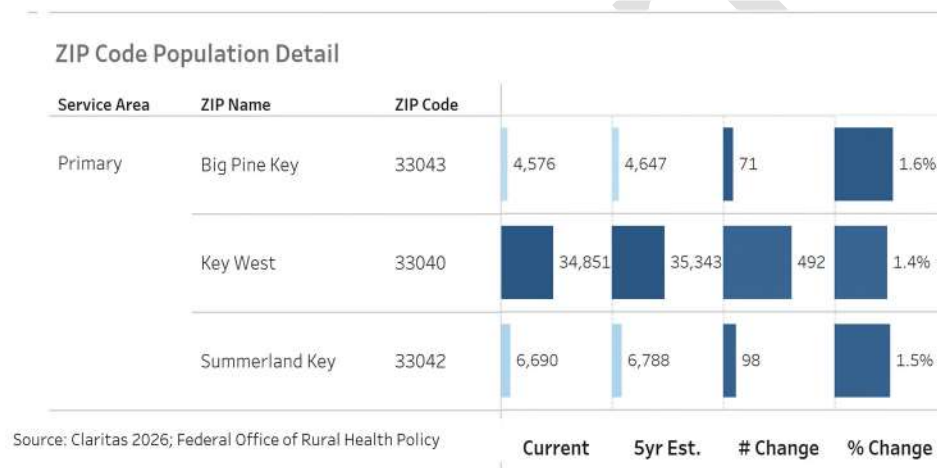 ZIP Code Population Detail
Service Area ZIP Name ZIP Code
Primary Big Pine Key 33043 4,576 4,647 71 1.6%
Key West 33040 34,851 35,343 492 1.4%
Summerland Key 33042 6,690 6,788 98 1.5%
Source: Claritas 2026; Federal Office of Rural Health Policy
Current 5yr Est. # Change % Change